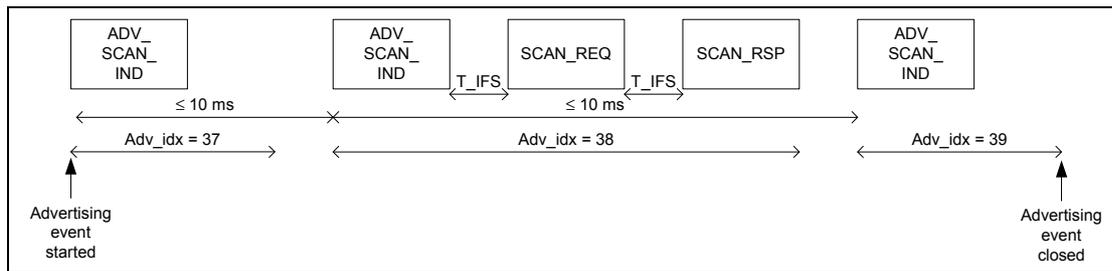 ADV_
SCAN_
IND
ADV_
SCAN_
IND
SCAN_REQ
SCAN_RSP
ADV_
SCAN_
IND
T_IFS
T_IFS
≤ 10 ms
≤ 10 ms
Adv_idx = 37
Adv_idx = 38
Adv_idx = 39
Advertising
event
started
Advertising
event
closed